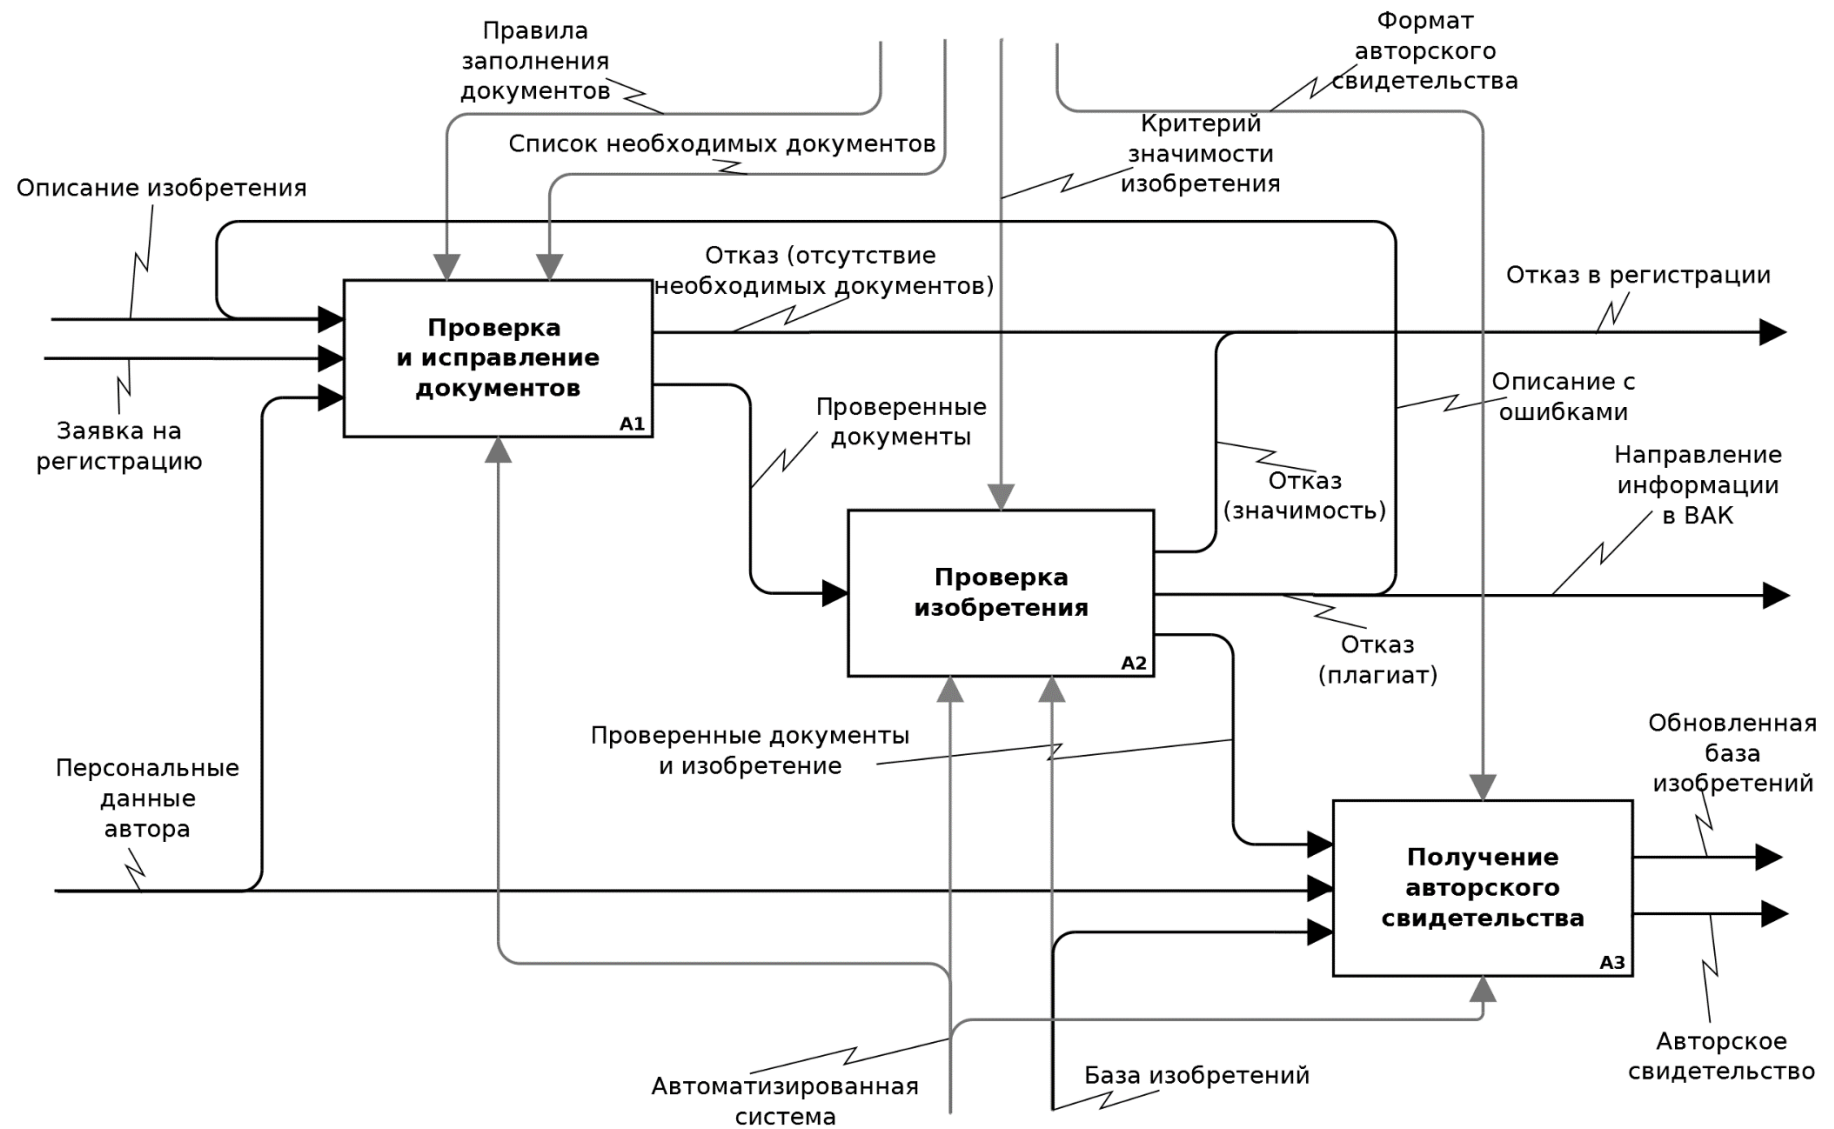 Правила
заполнения
документов
Формат
авторского
свидетельства
Список необходимых документов
Критерий
значимости
изобретения
Описание изобретения
Отказ (отсутствие
необходимых документов)
Отказ в регистрации
Проверка
и исправление
документов
A1
Заявка на
регистрацию
Проверенные
документы
Описание с
ошибками
Отказ
(значимость)
Направление
информации
в ВАК
Проверка
изобретения
A2
Отказ
(плагиат)
Проверенные документы
и изобретение
Персональные
данные
автора
Обновленная
база
изобретений
Получение
авторского
свидетельства
A3
Автоматизированная
система
База изобретений
Авторское
свидетельство